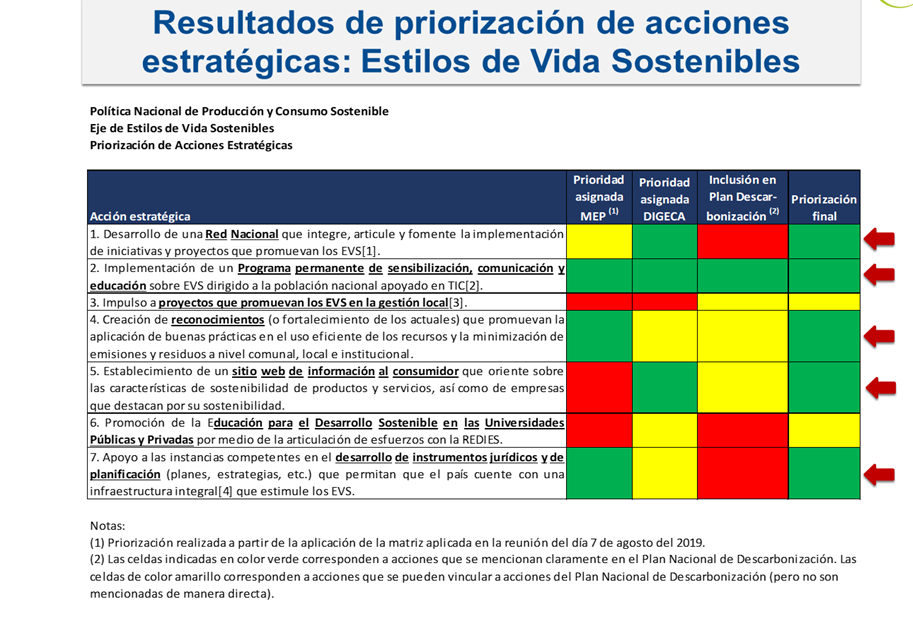 Resultados de priorización de acciones
estratégicas: Estilos de Vida Sostenibles
Política Nacional de Producción y Consumo Sostenible
Eje de Estilos de Vida Sostenibles
Priorización de Acciones Estratégicas
Acción estratégica
Prioridad
asignada
MEP (1)
Prioridad
asignada
DIGECA
Inclusión en
Plan Descar-
bonización (2)
Priorización
final
1. Desarrollo de una Red Nacional que integre, articule y fomente la implementación
de iniciativas y proyectos que promuevan los EVS[1].
2. Implementación de un Programa permanente de sensibilización, comunicación y
educación sobre EVS dirigido a la población nacional apoyado en TIC[2].
3. Impulso a proyectos que promuevan los EVS en la gestión local[3].
4. Creación de reconocimientos (o fortalecimiento de los actuales) que promuevan la
aplicación de buenas prácticas en el uso eficiente de los recursos y la minimización de
emisiones y residuos a nivel comunal, local e institucional.
5. Establecimiento de un sitio web de información al consumidor que oriente sobre
las características de sostenibilidad de productos y servicios, así como de empresas
que destacan por su sostenibilidad.
6. Promoción de la Educación para el Desarrollo Sostenible en las Universidades
Públicas y Privadas por medio de la articulación de esfuerzos con la REDIES.
7. Apoyo a las instancias competentes en el desarrollo de instrumentos jurídicos y de
planificación (planes, estrategias, etc.) que permitan que el país cuente con una
infraestructura integral[4] que estimule los EVS.
Notas:
(1) Priorización realizada a partir de la aplicación de la matriz aplicada en la reunión del día 7 de agosto del 2019.
(2) Las celdas indicadas en color verde corresponden a acciones que se mencionan claramente en el Plan Nacional de Descarbonización. Las
celdas de color amarillo corresponden a acciones que se pueden vincular a acciones del Plan Nacional de Descarbonización (pero no son
mencionadas de manera directa).